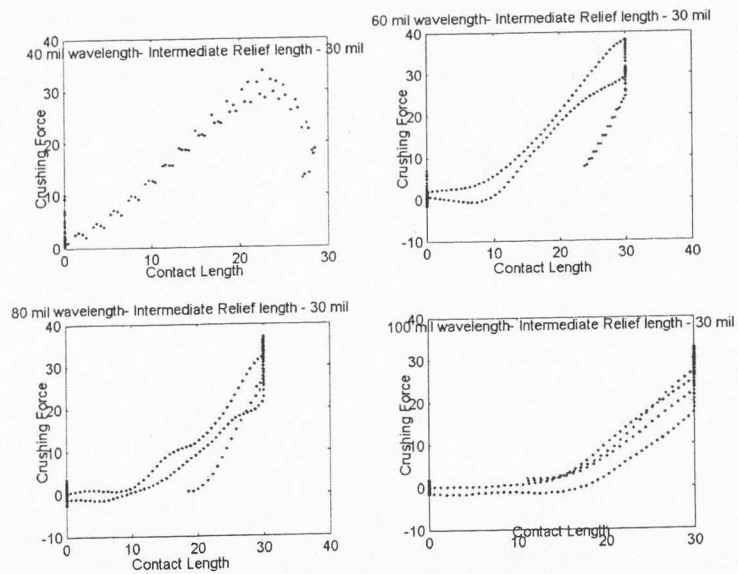 40 mil wavelength- Intermediate Relief length - 30 mil
40
30
20
10
0
Crushing Force
0 10 20 30
Contact Length
60 mil wavelength- Intermediate Relief length - 30 mil
40
30
20
10
0
-10
Crushing Force
0 10 20 30 40
Contact Length
80 mil wavelength- Intermediate Relief length - 30 mil
40
30
20
10
0
-10
Crushing Force
0 10 20 30 40
Contact Length
100 mil wavelength- Intermediate Relief length - 30 mil
40
30
20
10
0
-10
Crushing Force
0 10 20 30
Contact Length